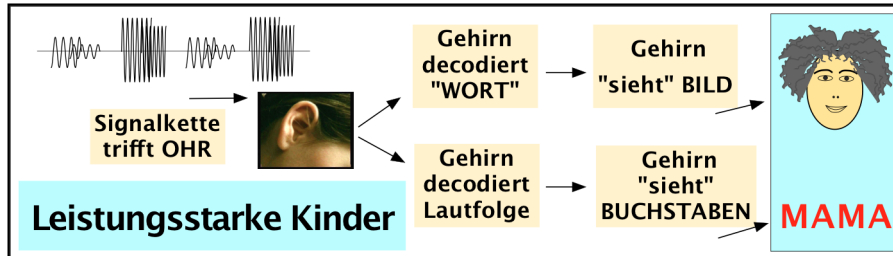 Signalkette
trifft OHR
Gehirn
decodiert
"WORT"
Gehirn
"sieht" BILD
Gehirn
decodiert
Lautfolge
Gehirn
"sieht"
BUCHSTABEN
MAMA
Leistungsstarke Kinder